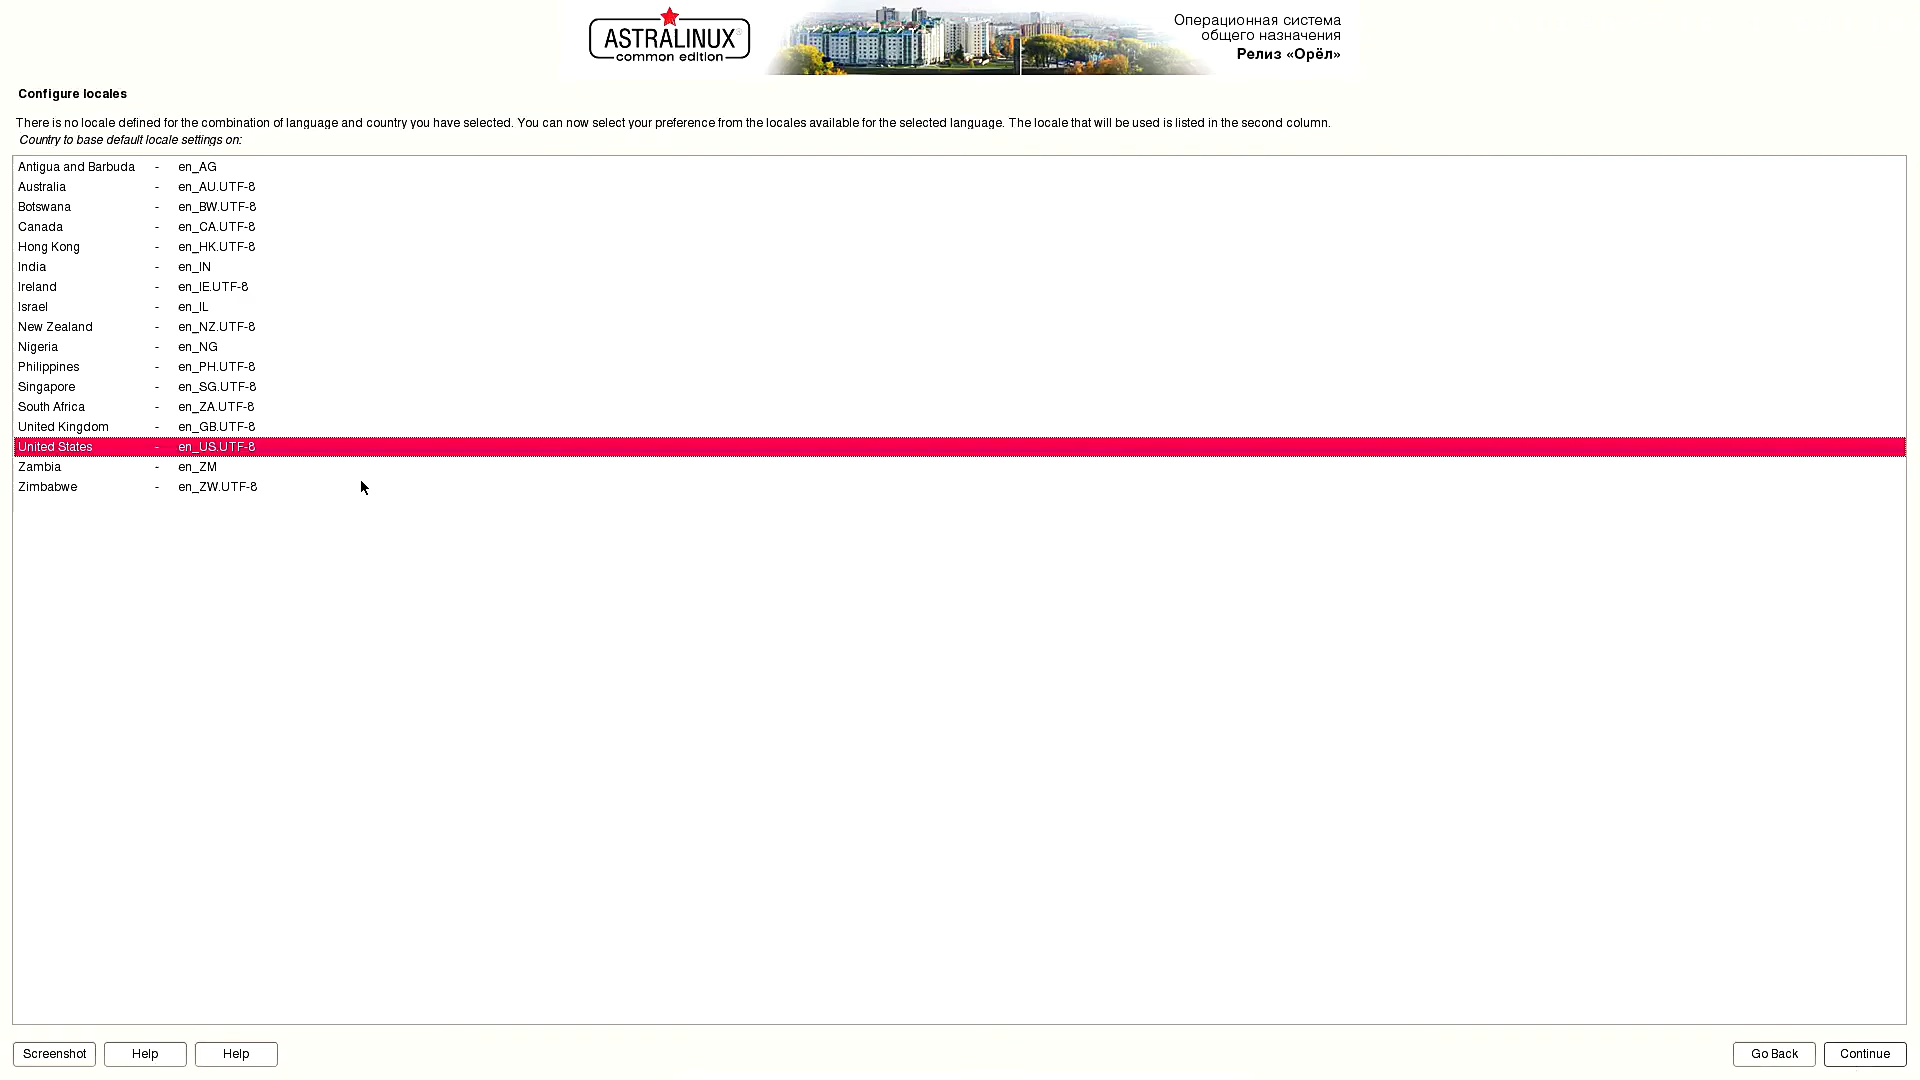 ASTRALINUX
common edition
Операционная система
общего назначения
Релиз «Орёл»
Configure locales
There is no locale defined for the combination of language and country you have selected. You can now select your preference from the locales available for the selected language. The locale that will be used is listed in the second column.
Country to base default locale settings on:
Antigua and Barbuda - en_AG
Australia - en_AU.UTF-8
Botswana - en_BW.UTF-8
Canada - en_CA.UTF-8
Hong Kong - en_HK.UTF-8
India - en_IN
Ireland - en_IE.UTF-8
Israel - en_IL
New Zealand - en_NZ.UTF-8
Nigeria - en_NG
Philippines - en_PH.UTF-8
Singapore - en_SG.UTF-8
South Africa - en_ZA.UTF-8
United Kingdom - en_GB.UTF-8
United States - en_US.UTF-8
Zambia - en_ZM
Zimbabwe - en_ZW.UTF-8
Screenshot Help Help Go Back Continue